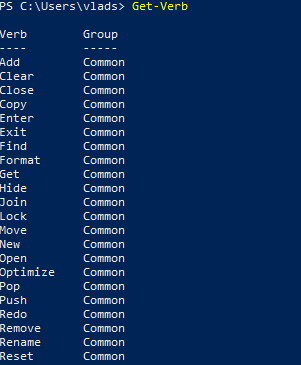 PS C:\Users\vlads> Get-Verb
Verb Group
---- -----
Add Common
Clear Common
Close Common
Copy Common
Enter Common
Exit Common
Find Common
Format Common
Get Common
Hide Common
Join Common
Lock Common
Move Common
New Common
Open Common
Optimize Common
Pop Common
Push Common
Redo Common
Remove Common
Rename Common
Reset Common